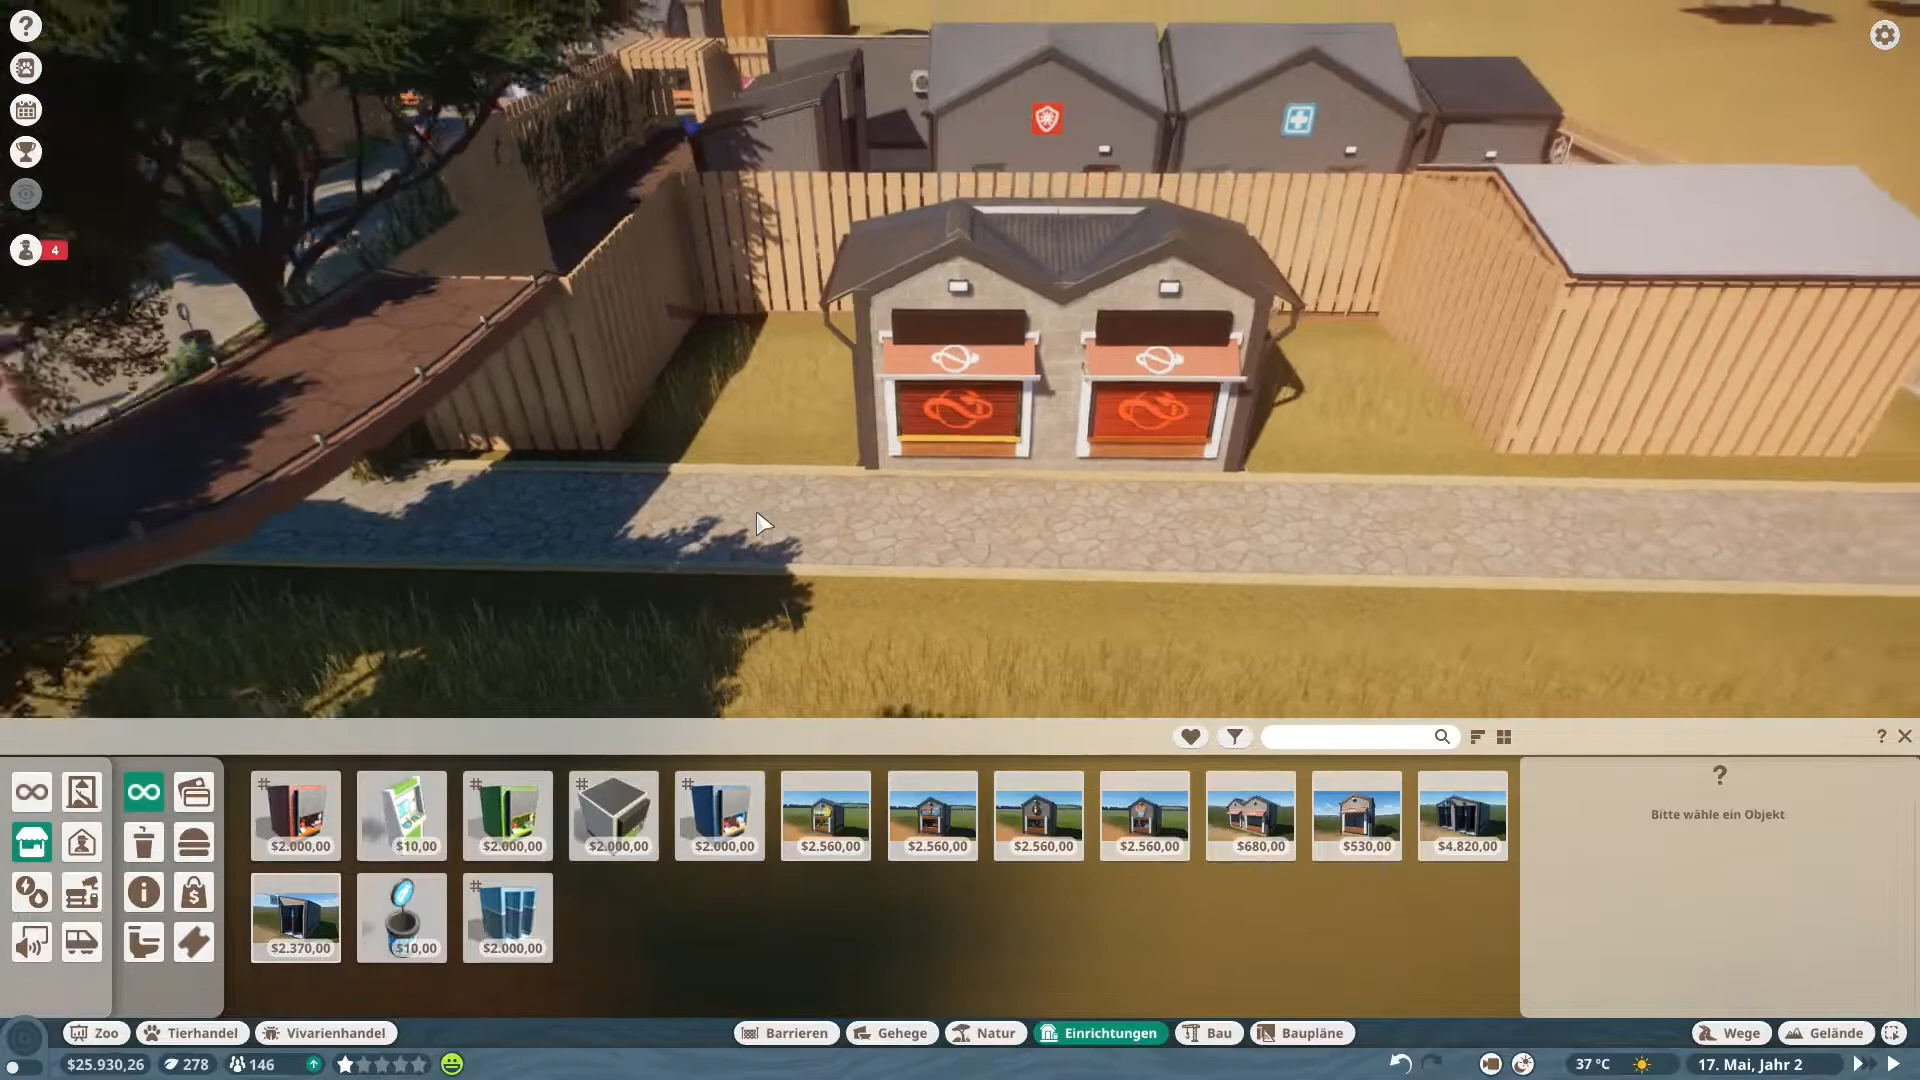 4
?
Bitte wähle ein Objekt
$2.000,00
$10,00
$2.000,00
$2.000,00
$2.000,00
$2.560,00
$2.560,00
$2.560,00
$2.560,00
$680,00
$530,00
$4.820,00
$2.370,00
$10,00
$2.000,00
Zoo
Tierhandel
Vivarienhandel
Barrieren
Gehege
Natur
Einrichtungen
Bau
Baupläne
Wege
Gelände
$25.930,26
278
146
37 °C
17. Mai, Jahr 2